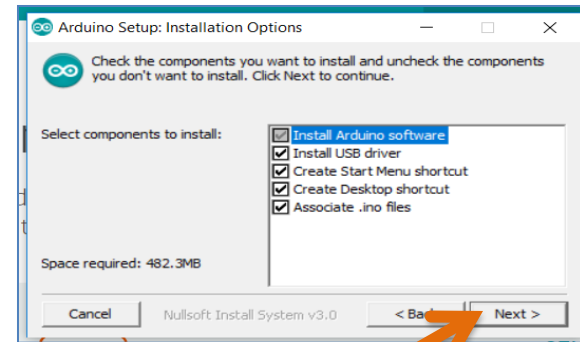 Arduino Setup: Installation Options
Check the components you want to install and uncheck the components
you don't want to install. Click Next to continue.
Select components to install:
Install Arduino software
Install USB driver
Create Start Menu shortcut
Create Desktop shortcut
Associate .ino files
Space required: 482.3MB
Cancel
Nullsoft Install System v3.0
<
Next >